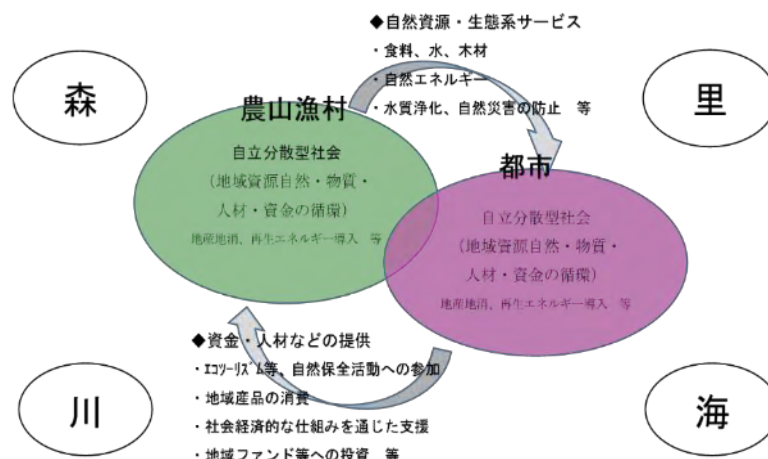 ◆自然資源・生態系サービス
・食料、水、木材
・自然エネルギー
・水質浄化、自然災害の防止　等
森
里
農山漁村
自立分散型社会
（地域資源自然・物質・
人材・資金の循環）
地産地消、再生エネルギー導入　等
都市
自立分散型社会
（地域資源自然・物質・
人材・資金の循環）
地産地消、再生エネルギー導入　等
◆資金・人材などの提供
・ｴｺﾂｰﾘｽﾞﾑ等、自然保全活動への参加
・地域産品の消費
・社会経済的な仕組みを通じた支援
・地域ファンド等への投資　等
川
海